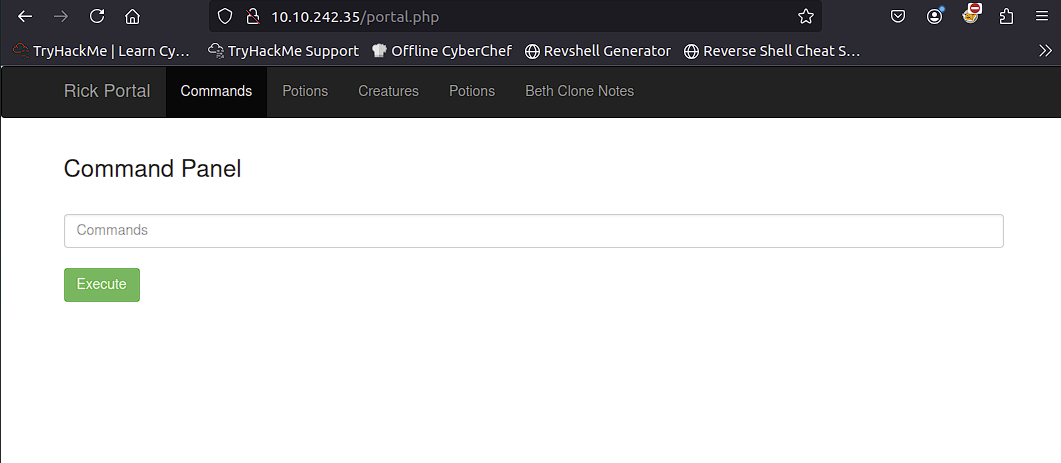 10.10.242.35/portal.php
TryHackMe | Learn Cy… TryHackMe Support Offline CyberChef Revshell Generator Reverse Shell Cheat S…
Rick Portal Commands Potions Creatures Potions Beth Clone Notes
Command Panel
Commands
Execute